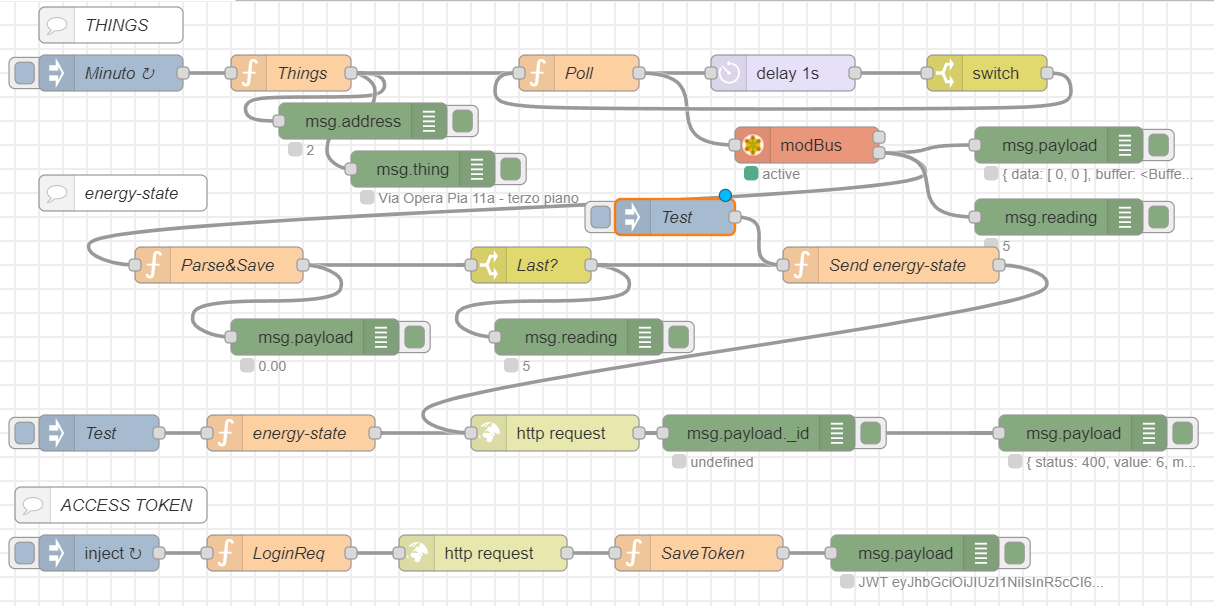 THINGS
Minuto ↻
Things
Poll
delay 1s
switch
msg.address
2
modBus
active
msg.payload
{ data: [ 0, 0 ], buffer: <Buffe...
msg.thing
Via Opera Pia 11a - terzo piano
energy-state
Test
msg.reading
5
Parse&Save
Last?
Send energy-state
msg.payload
0.00
msg.reading
5
Test
energy-state
http request
msg.payload._id
undefined
msg.payload
{ status: 400, value: 6, m...
ACCESS TOKEN
inject ↻
LoginReq
http request
SaveToken
msg.payload
JWT eyJhbGciOiJIUzI1NiIsInR5cCI6...